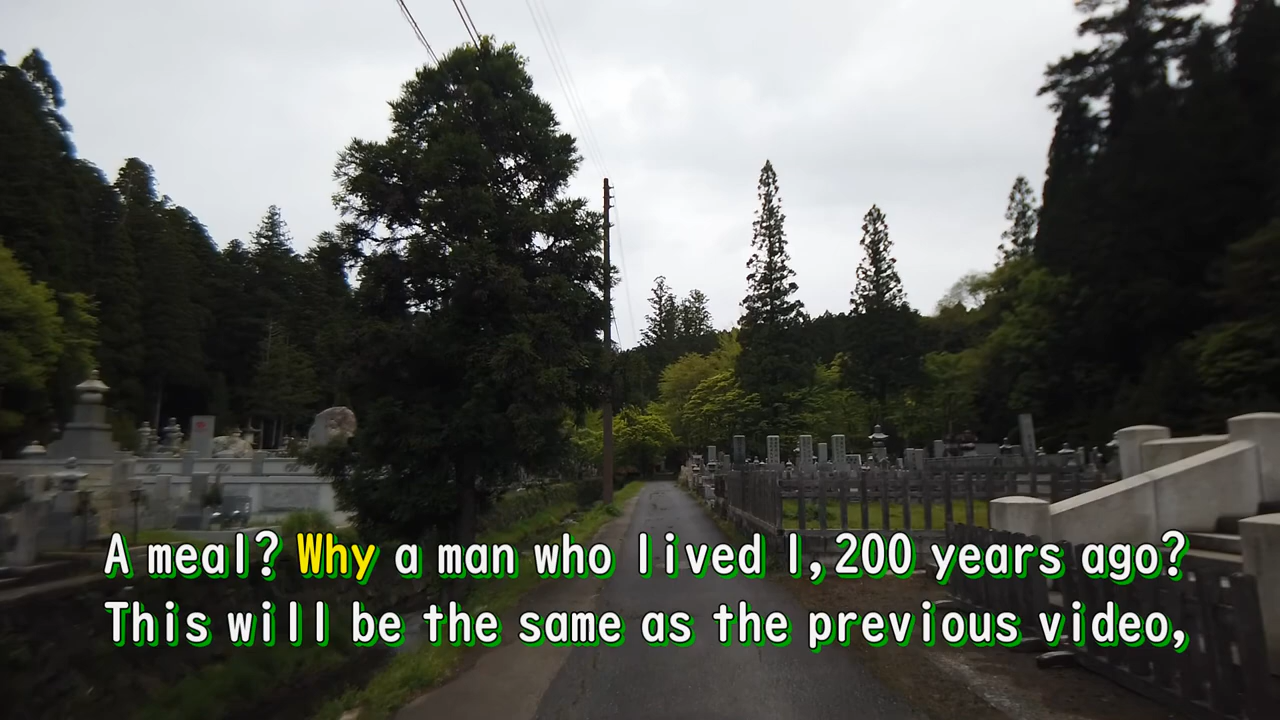 A meal? Why a man who lived 1,200 years ago?
This will be the same as the previous video,